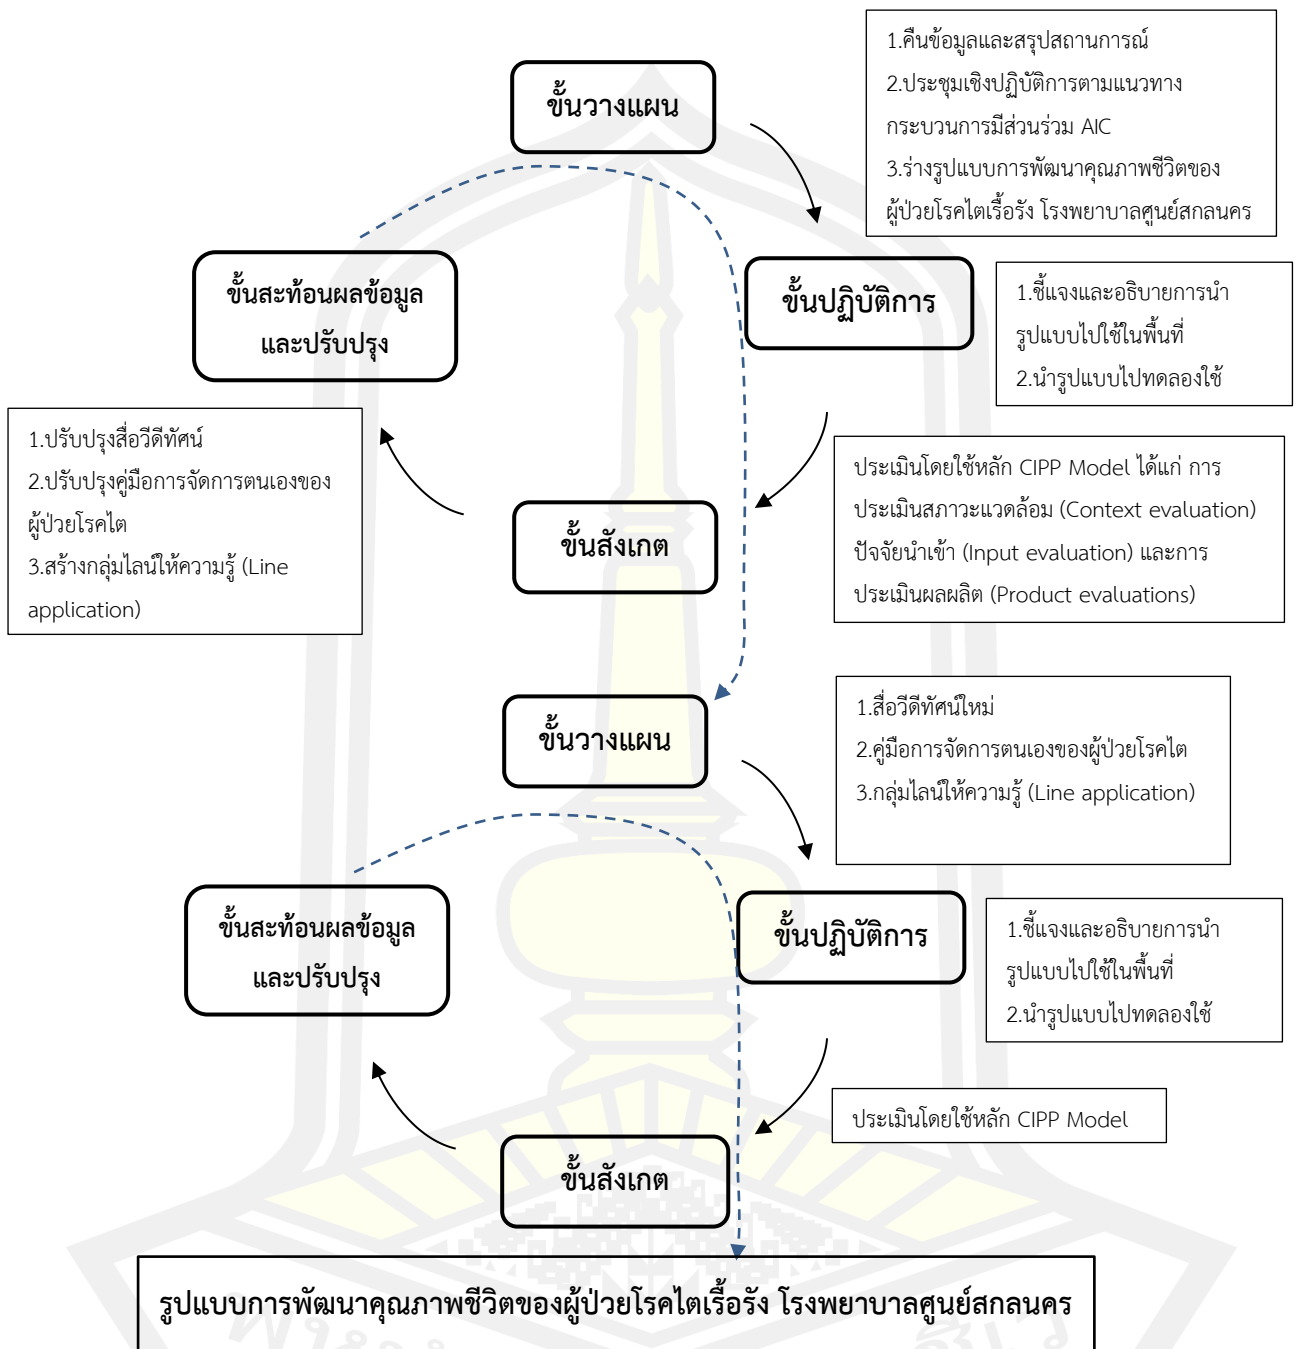 ขั้นวางแผน
1.คืนข้อมูลและสรุปสถานการณ์
2.ประชุมเชิงปฏิบัติการตามแนวทาง
กระบวนการมีส่วนร่วม AIC
3.ร่างรูปแบบการพัฒนาคุณภาพชีวิตของ
ผู้ป่วยโรคไตเรื้อรัง โรงพยาบาลศูนย์สกลนคร
ขั้นสะท้อนผลข้อมูล
และปรับปรุง
ขั้นปฏิบัติการ
1.ชี้แจงและอธิบายการนำ
รูปแบบไปใช้ในพื้นที่
2.นำรูปแบบไปทดลองใช้
1.ปรับปรุงสื่อวีดีทัศน์
2.ปรับปรุงคู่มือการจัดการตนเองของ
ผู้ป่วยโรคไต
3.สร้างกลุ่มไลน์ให้ความรู้ (Line
application)
ขั้นสังเกต
ประเมินโดยใช้หลัก CIPP Model ได้แก่ การ
ประเมินสภาวะแวดล้อม (Context evaluation)
ปัจจัยนำเข้า (Input evaluation) และการ
ประเมินผลผลิต (Product evaluations)
ขั้นวางแผน
1.สื่อวีดีทัศน์ใหม่
2.คู่มือการจัดการตนเองของผู้ป่วยโรคไต
3.กลุ่มไลน์ให้ความรู้ (Line application)
ขั้นสะท้อนผลข้อมูล
และปรับปรุง
ขั้นปฏิบัติการ
1.ชี้แจงและอธิบายการนำ
รูปแบบไปใช้ในพื้นที่
2.นำรูปแบบไปทดลองใช้
ขั้นสังเกต
ประเมินโดยใช้หลัก CIPP Model
รูปแบบการพัฒนาคุณภาพชีวิตของผู้ป่วยโรคไตเรื้อรัง โรงพยาบาลศูนย์สกลนคร